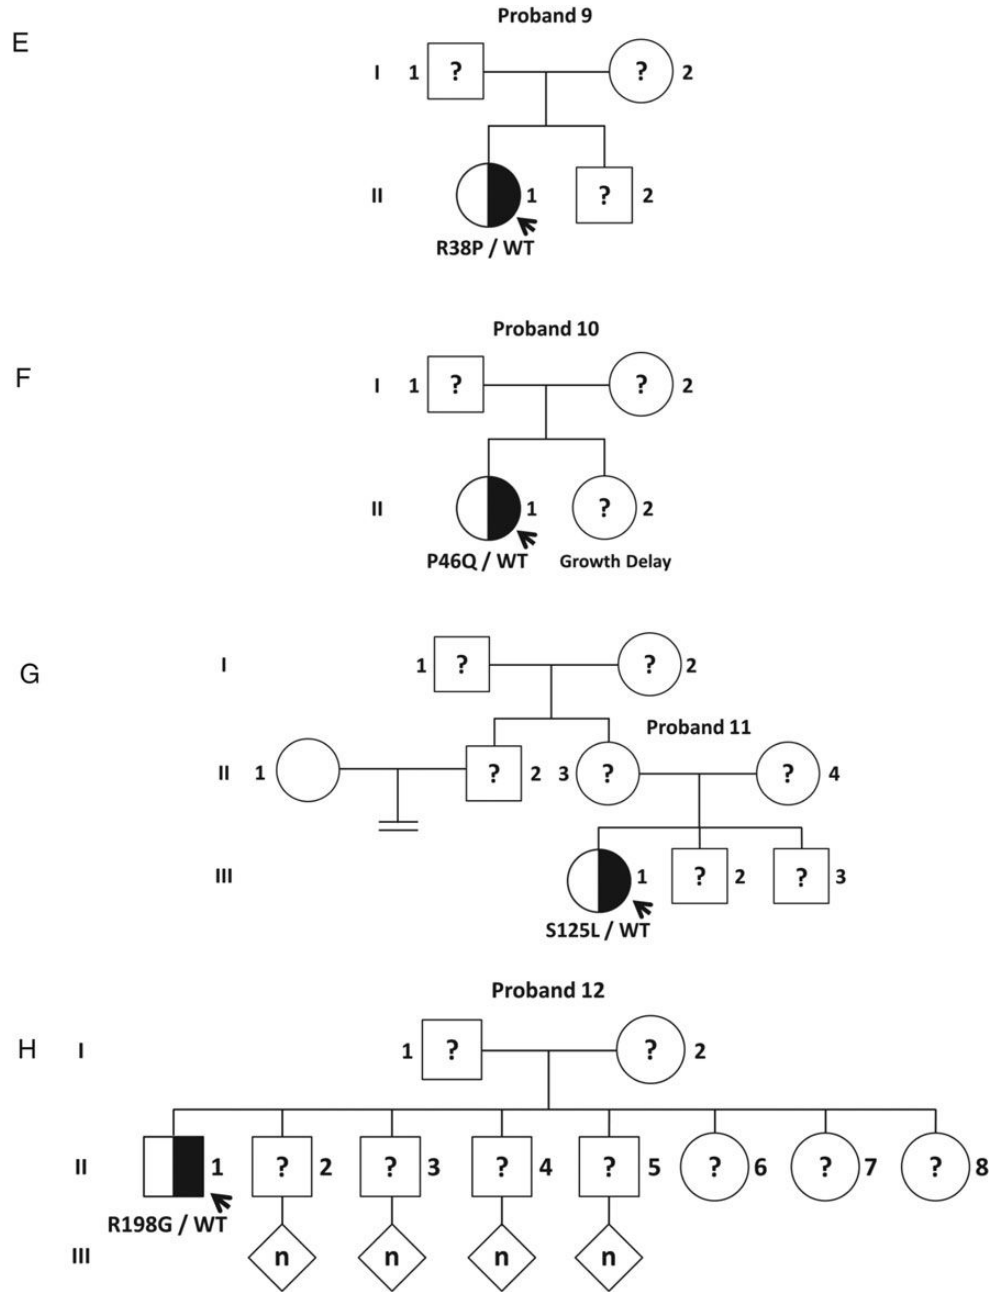 Proband 9
E
I 1 ? ? 2
II 1 ? 2
R38P / WT
Proband 10
F
I 1 ? ? 2
II 1 ? 2
P46Q / WT Growth Delay
G
I 1 ? ? 2
Proband 11
II 1 ? 2 3 ? ? 4
III 1 ? 2 ? 3
S125L / WT
Proband 12
H I 1 ? ? 2
II 1 ? 2 ? 3 ? 4 ? 5 ? 6 ? 7 ? 8
R198G / WT
III n n n n